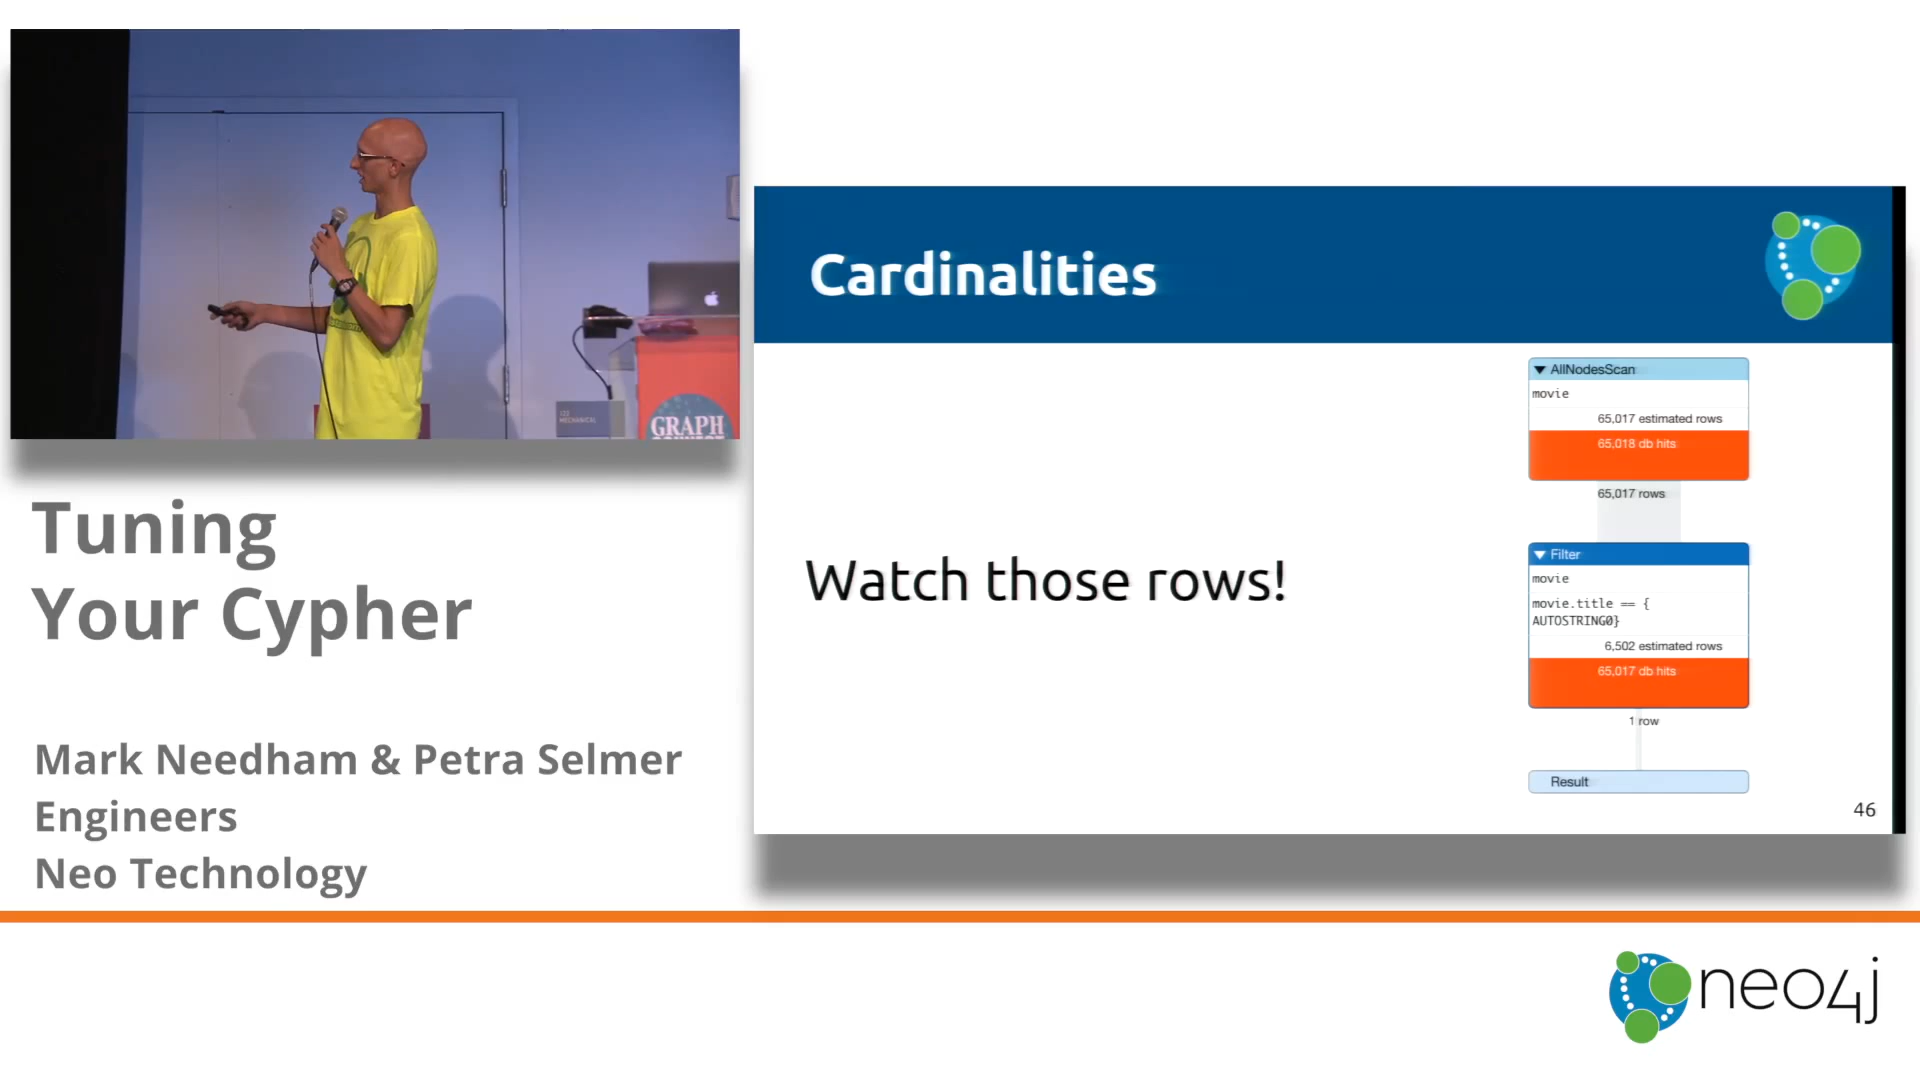 GRAPH
Tuning
Your Cypher
Mark Needham & Petra Selmer
Engineers
Neo Technology
Cardinalities
Watch those rows!
AllNodesScan
movie
65,017 estimated rows
65,018 db hits
65,017 rows
Filter
movie
movie.title == {
AUTOSTRING0}
6,502 estimated rows
65,017 db hits
1 row
Result
46
neo4j